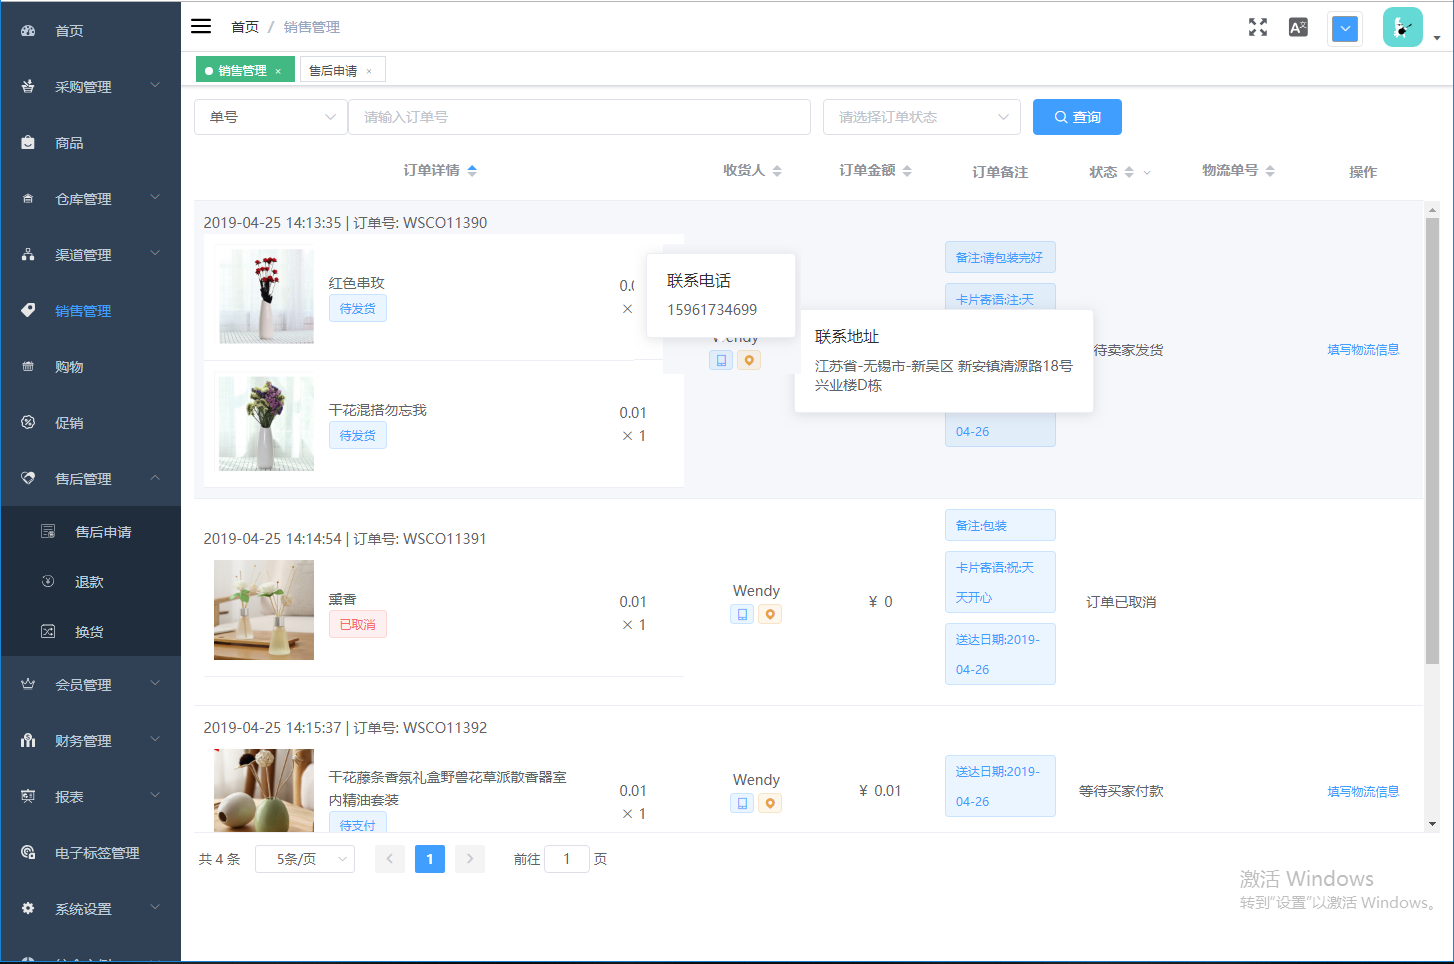 首页
采购管理
商品
仓库管理
渠道管理
销售管理
购物
促销
售后管理
售后申请
退款
换货
会员管理
财务管理
报表
电子标签管理
系统设置
首页 / 销售管理
销售管理 ×
售后申请 ×
单号
请输入订单号
请选择订单状态
查询
订单详情
收货人
订单金额
订单备注
状态
物流单号
操作
2019-04-25 14:13:35 | 订单号: WSCO11390
红色串玫
待发货
×
联系电话
15961734699
联系地址
江苏省-无锡市-新吴区 新安镇清源路18号
兴业楼D栋
备注:请包装完好
卡片寄语:注:天
04-26
待卖家发货
填写物流信息
干花混搭勿忘我
待发货
0.01
× 1
2019-04-25 14:14:54 | 订单号: WSCO11391
熏香
已取消
0.01
× 1
Wendy
¥ 0
备注:包装
卡片寄语:祝:天
天开心
送达日期:2019-
04-26
订单已取消
2019-04-25 14:15:37 | 订单号: WSCO11392
干花藤条香氛礼盒野兽花草派散香器室
内精油套装
待支付
0.01
× 1
Wendy
¥ 0.01
送达日期:2019-
04-26
等待买家付款
填写物流信息
共 4 条
5条/页
1
前往 1 页
激活 Windows
转到“设置”以激活 Windows。